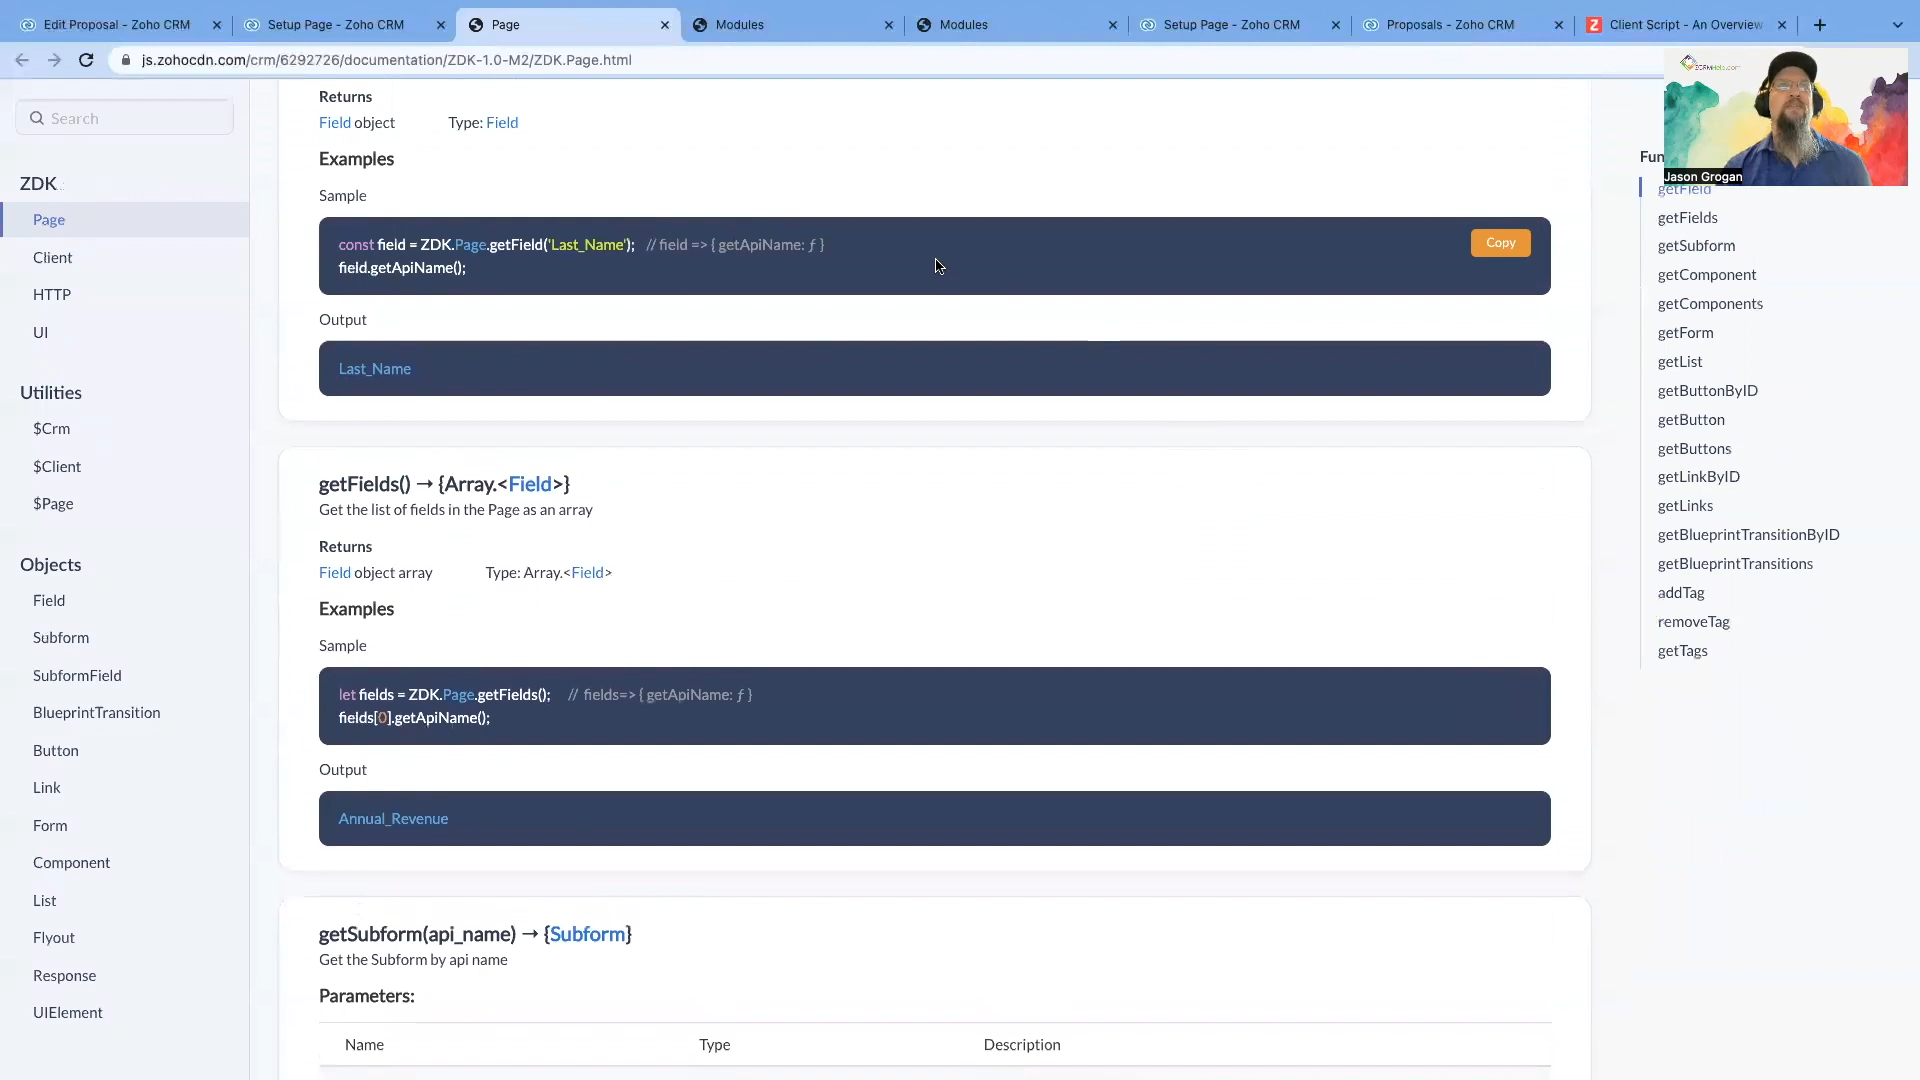 Edit Proposal - Zoho CRM
Setup Page - Zoho CRM
Page
Modules
Modules
Setup Page - Zoho CRM
Proposals - Zoho CRM
Client Script - An Overview
js.zohocdn.com/crm/6292726/documentation/ZDK-1.0-M2/ZDK.Page.html
Search
ZDK
Page
Client
HTTP
UI
Utilities
$Crm
$Client
$Page
Objects
Field
Subform
SubformField
BlueprintTransition
Button
Link
Form
Component
List
Flyout
Response
UIElement
Returns
Field object Type: Field
Examples
Sample
const field = ZDK.Page.getField('Last_Name'); // field => { getApiName: ƒ }
field.getApiName();
Copy
Output
Last_Name
getFields() → {Array.<Field>}
Get the list of fields in the Page as an array
Returns
Field object array Type: Array.<Field>
Examples
Sample
let fields = ZDK.Page.getFields(); // fields=> { getApiName: ƒ }
fields[0].getApiName();
Output
Annual_Revenue
getSubform(api_name) → {Subform}
Get the Subform by api name
Parameters:
Name Type Description
Jason Grogan
Fun
getField
getFields
getSubform
getComponent
getComponents
getForm
getList
getButtonByID
getButton
getButtons
getLinkByID
getLinks
getBlueprintTransitionByID
getBlueprintTransitions
addTag
removeTag
getTags